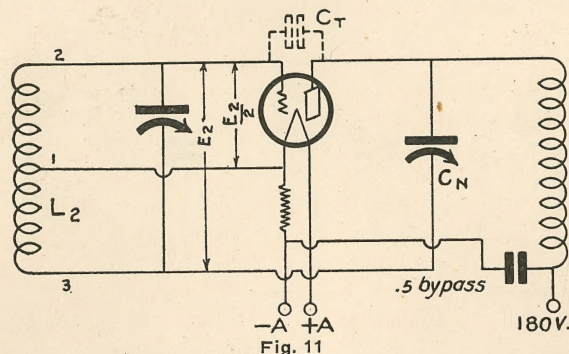 C_T
2
E_2
E_2/2
1
L_2
C_N
3
.5 bypass
-A +A
180V.
Fig. 11